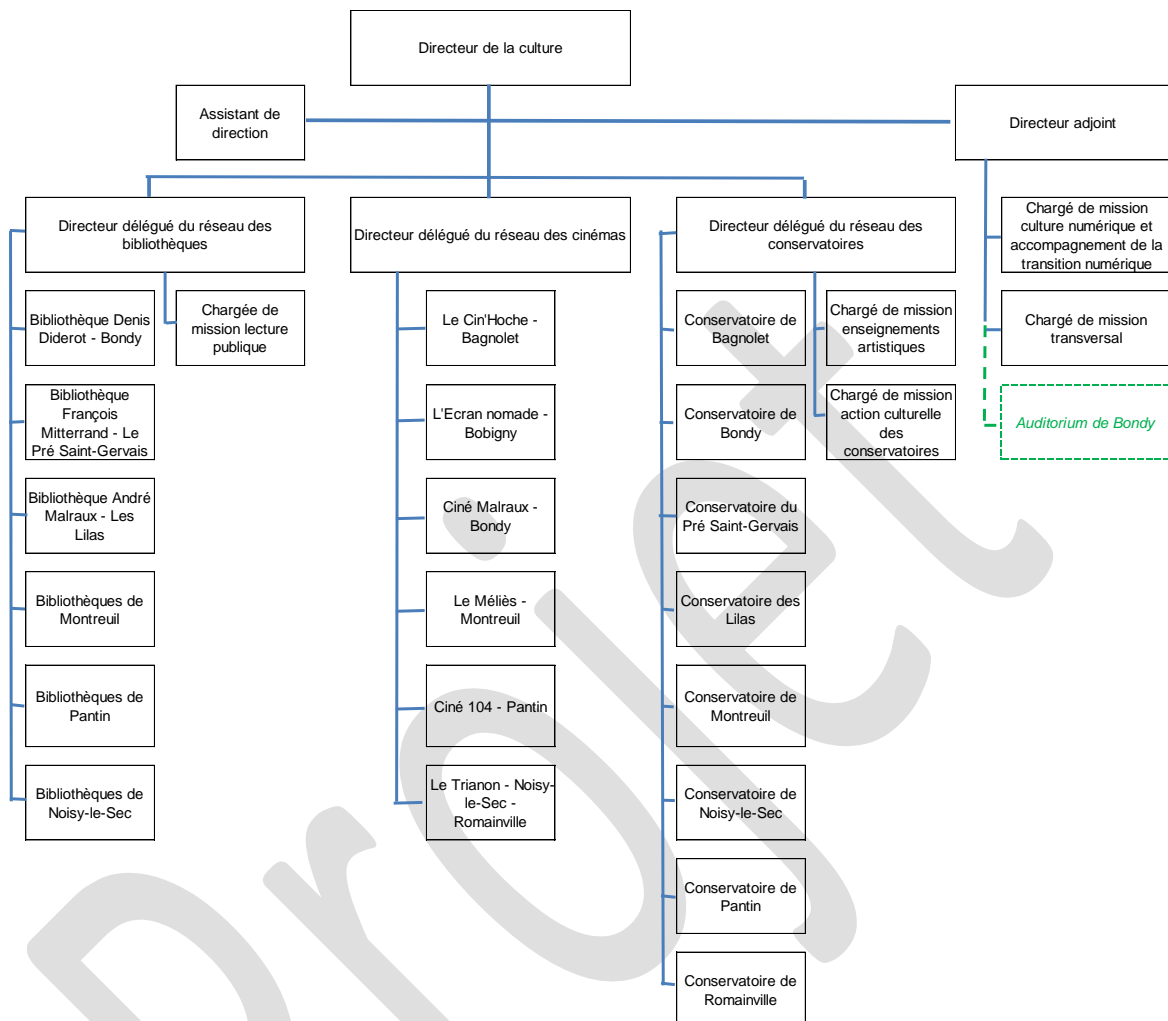 Directeur de la culture
Assistant de
direction
Directeur adjoint
Directeur délégué du réseau des
bibliothèques
Directeur délégué du réseau des cinémas
Directeur délégué du réseau des
conservatoires
Chargé de mission
culture numérique et
accompagnement de la
transition numérique
Bibliothèque Denis
Diderot - Bondy
Chargée de
mission lecture
publique
Le Cin'Hoche -
Bagnolet
Conservatoire de
Bagnolet
Chargé de mission
enseignements
artistiques
Chargé de mission
transversal
Bibliothèque
François
Mitterrand - Le
Pré Saint-Gervais
L'Ecran nomade -
Bobigny
Conservatoire de
Bondy
Chargé de mission
action culturelle
des
conservatoires
Auditorium de Bondy
Bibliothèque André
Malraux - Les
Lilas
Ciné Malraux -
Bondy
Conservatoire du
Pré Saint-Gervais
Bibliothèques de
Montreuil
Le Méliès -
Montreuil
Conservatoire des
Lilas
Bibliothèques de
Pantin
Ciné 104 - Pantin
Conservatoire de
Montreuil
Bibliothèques de
Noisy-le-Sec
Le Trianon - Noisy-
le-Sec -
Romainville
Conservatoire de
Noisy-le-Sec
Conservatoire de
Pantin
Conservatoire de
Romainville
Projet